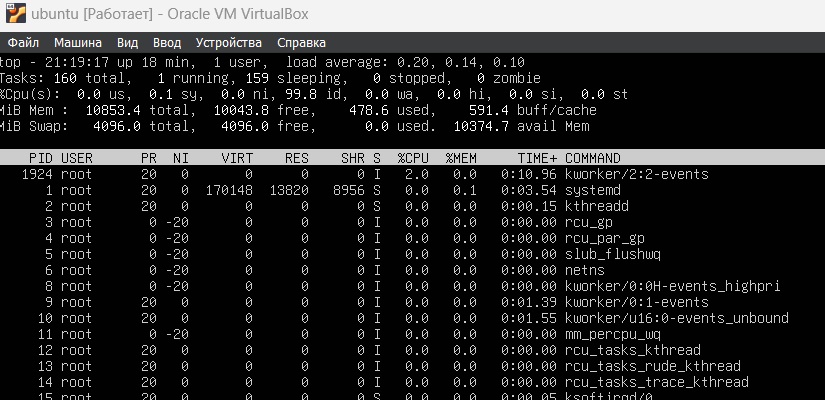 ubuntu [Работает] - Oracle VM VirtualBox
Файл Машина Вид Ввод Устройства Справка
top - 21:19:17 up 18 min, 1 user, load average: 0.20, 0.14, 0.10
Tasks: 160 total, 1 running, 159 sleeping, 0 stopped, 0 zombie
%Cpu(s): 0.0 us, 0.1 sy, 0.0 ni, 99.8 id, 0.0 wa, 0.0 hi, 0.0 si, 0.0 st
MiB Mem : 10853.4 total, 10043.8 free, 478.6 used, 591.4 buff/cache
MiB Swap: 4096.0 total, 4096.0 free, 0.0 used. 10374.7 avail Mem
PID USER PR NI VIRT RES SHR S %CPU %MEM TIME+ COMMAND
1924 root 20 0 0 0 0 I 2.0 0.0 0:10.96 kworker/2:2-events
1 root 20 0 170148 13820 8956 S 0.0 0.1 0:03.54 systemd
2 root 20 0 0 0 0 S 0.0 0.0 0:00.15 kthreadd
3 root 0 -20 0 0 0 I 0.0 0.0 0:00.00 rcu_gp
4 root 0 -20 0 0 0 I 0.0 0.0 0:00.00 rcu_par_gp
5 root 0 -20 0 0 0 I 0.0 0.0 0:00.00 slub_flushwq
6 root 0 -20 0 0 0 I 0.0 0.0 0:00.00 netns
8 root 0 -20 0 0 0 I 0.0 0.0 0:00.00 kworker/0:0H-events_highpri
9 root 20 0 0 0 0 I 0.0 0.0 0:01.39 kworker/0:1-events
10 root 20 0 0 0 0 I 0.0 0.0 0:01.55 kworker/u16:0-events_unbound
11 root 0 -20 0 0 0 I 0.0 0.0 0:00.00 mm_percpu_wq
12 root 20 0 0 0 0 I 0.0 0.0 0:00.00 rcu_tasks_kthread
13 root 20 0 0 0 0 I 0.0 0.0 0:00.00 rcu_tasks_rude_kthread
14 root 20 0 0 0 0 I 0.0 0.0 0:00.00 rcu_tasks_trace_kthread
15 root 20 0 0 0 0 S 0.0 0.0 0:00.05 ksoftirqd/0